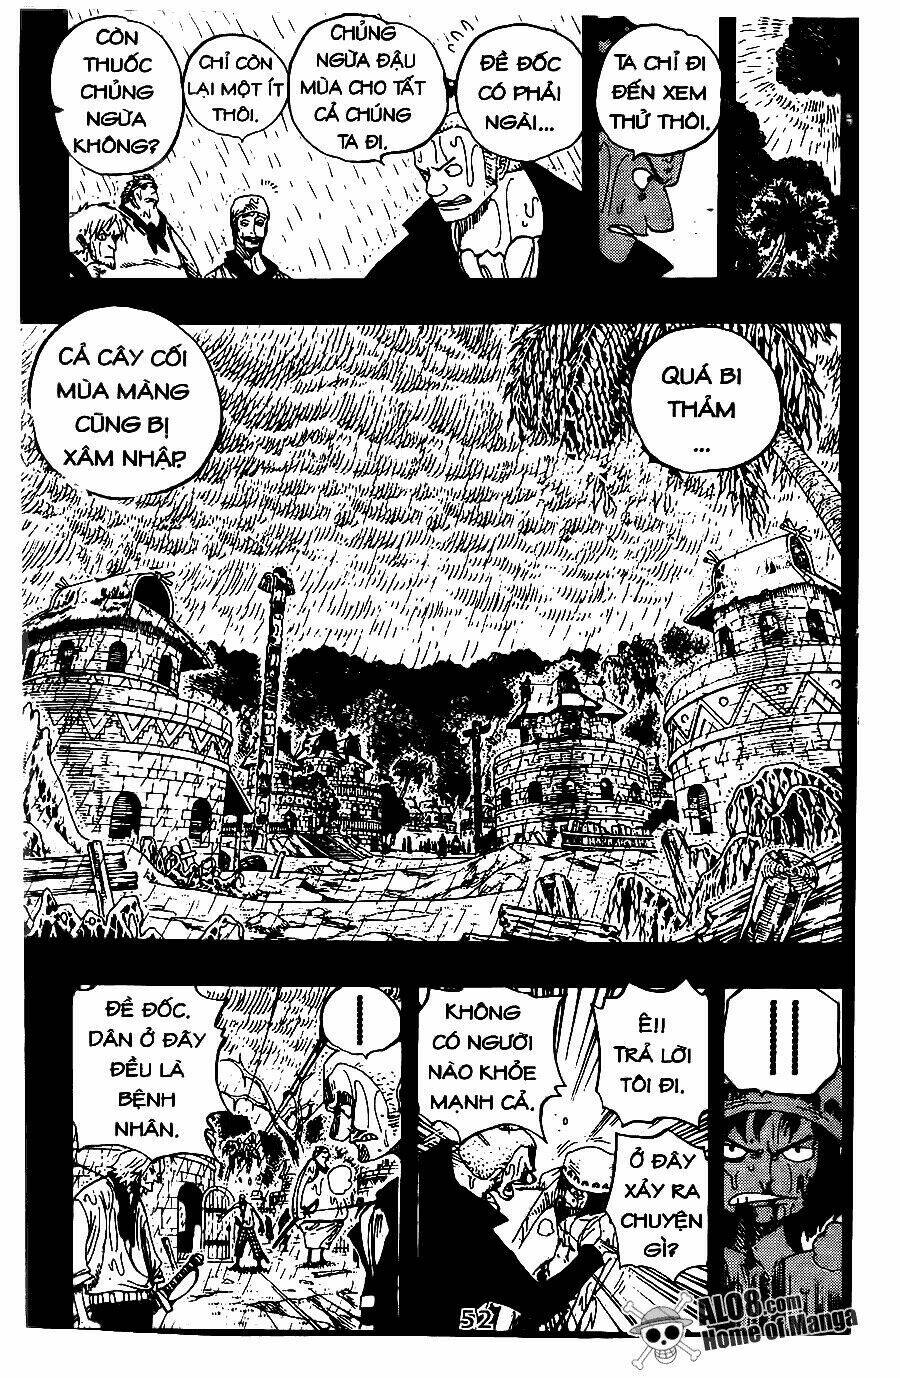 TA CHỈ ĐI
ĐẾN XEM
THỬ THÔI.
ĐỀ ĐỐC
CÓ PHẢI
NGÀI...
CHỦNG
NGỪA ĐẬU
MÙA CHO TẤT
CẢ CHÚNG
TA ĐI.
CHỈ CÒN
LẠI MỘT ÍT
THÔI.
CÒN
THUỐC
CHỦNG
NGỪA
KHÔNG?
QUÁ BI
THẢM
...
CẢ CÂY CỐI
MÙA MÀNG
CŨNG BỊ
XÂM NHẬP.
Ê!!
TRẢ LỜI
TÔI ĐI.
Ở ĐÂY
XẢY RA
CHUYỆN
GÌ?
KHÔNG
CÓ NGƯỜI
NÀO KHỎE
MẠNH CẢ.
ĐỀ ĐỐC.
DÂN Ở ĐÂY
ĐỀU LÀ
BỆNH
NHÂN.
52
ALO8.com
Home of Manga